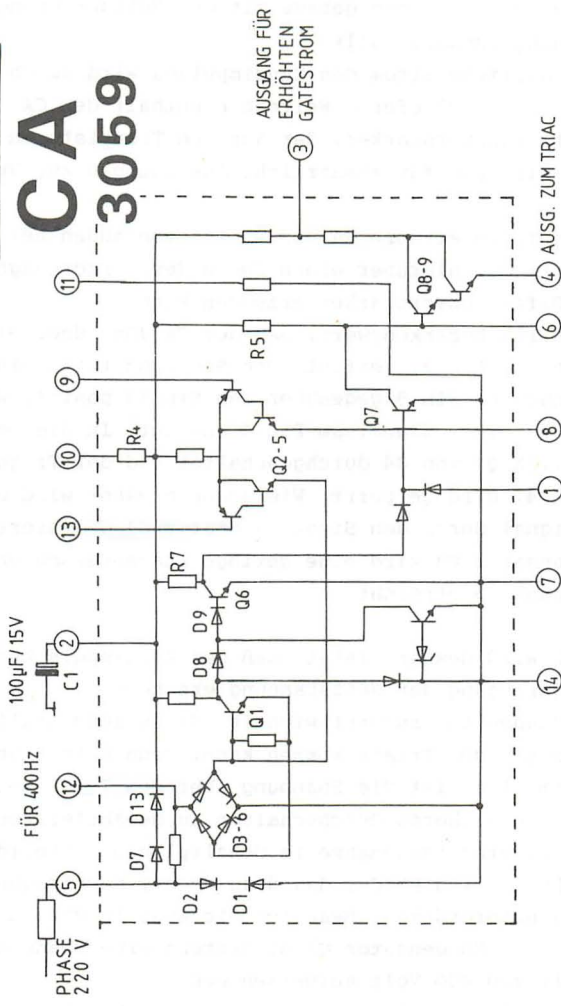 CA
3059
PHASE
220 V
5
FÜR 400 Hz
12
100µF/15V
C1
2
13
10
9
11
AUSGANG FÜR
ERHÖHTEN
GATESTROM
3
D7
D13
R7
R4
R5
D2
D1
D3-6
Q1
D8
D9
Q6
Q2-5
Q7
Q8-9
14
7
1
8
6
4
AUSG. ZUM TRIAC